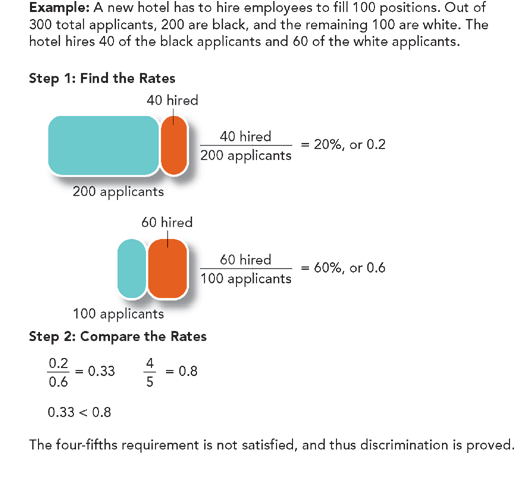 Example: A new hotel has to hire employees to fill 100 positions. Out of
300 total applicants, 200 are black, and the remaining 100 are white. The
hotel hires 40 of the black applicants and 60 of the white applicants.
Step 1: Find the Rates
40 hired
40 hired
200 applicants
= 20%, or 0.2
200 applicants
60 hired
60 hired
100 applicants
= 60%, or 0.6
100 applicants
Step 2: Compare the Rates
0.2
0.6
= 0.33
4
5
= 0.8
0.33 < 0.8
The four-fifths requirement is not satisfied, and thus discrimination is proved.